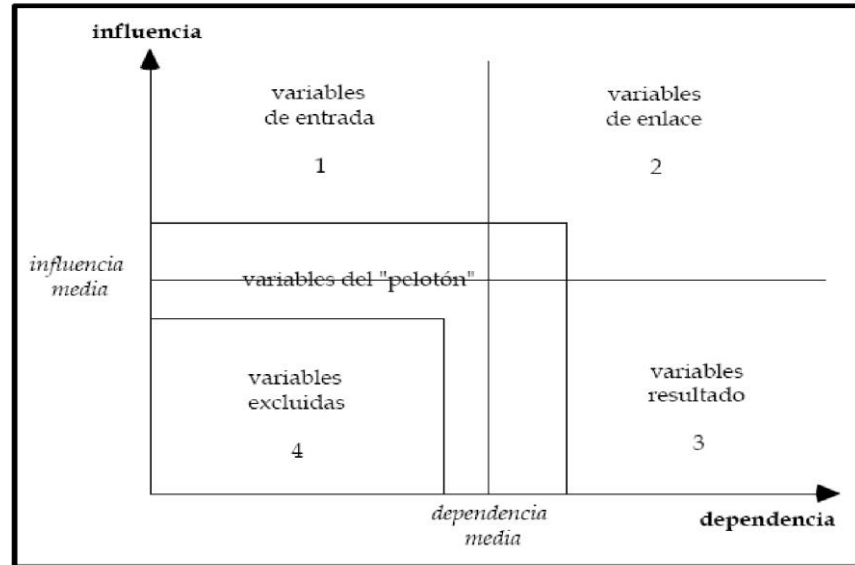 influencia
variables
de entrada
1
variables
de enlace
2
influencia
media
variables del "pelotón"
variables
excluidas
4
variables
resultado
3
dependencia
media
dependencia